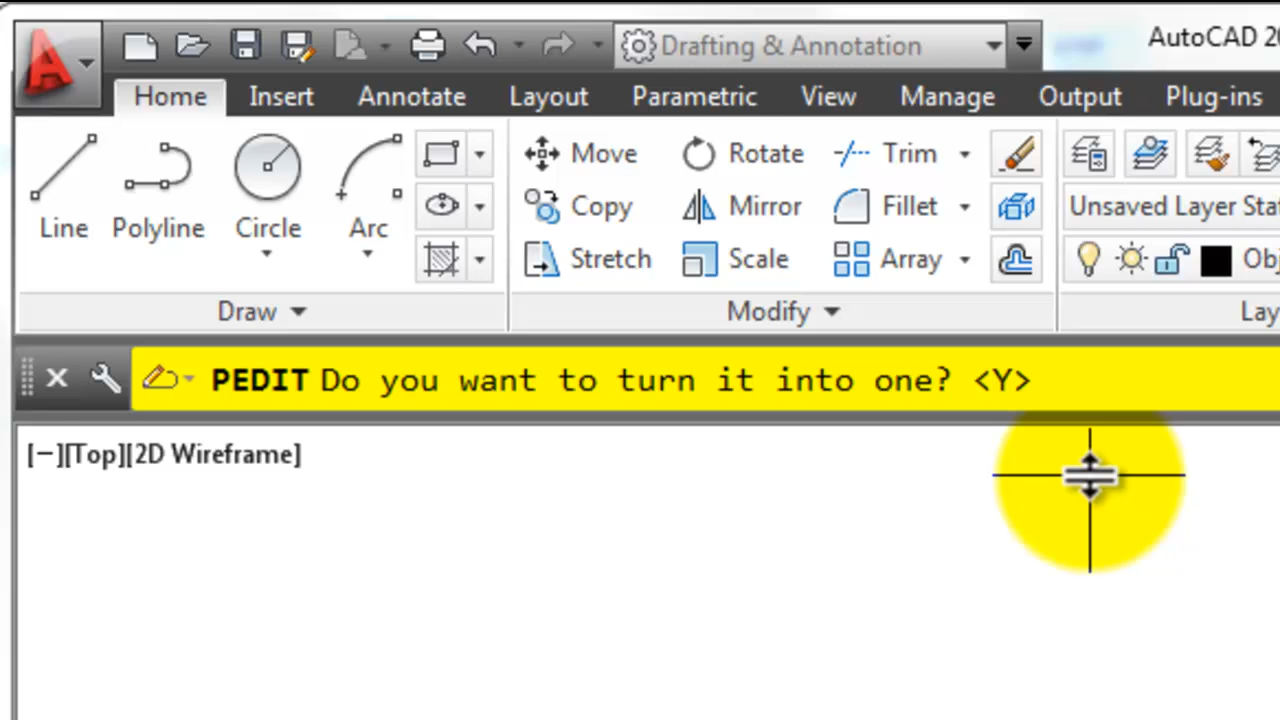 Drafting & Annotation
AutoCAD 20
Home Insert Annotate Layout Parametric View Manage Output Plug-ins
Move Rotate Trim
Line Polyline Circle Arc
Copy Mirror Fillet
Unsaved Layer Sta
Stretch Scale Array
Obj
Draw Modify Lay
PEDIT Do you want to turn it into one? <Y>
[−][Top][2D Wireframe]